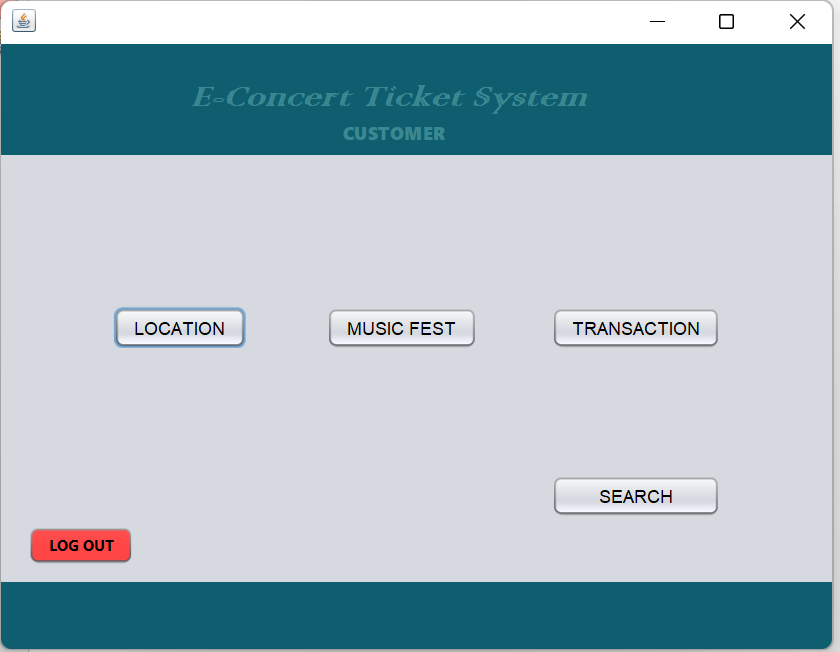 E-Concert Ticket System
CUSTOMER
LOCATION
MUSIC FEST
TRANSACTION
SEARCH
LOG OUT